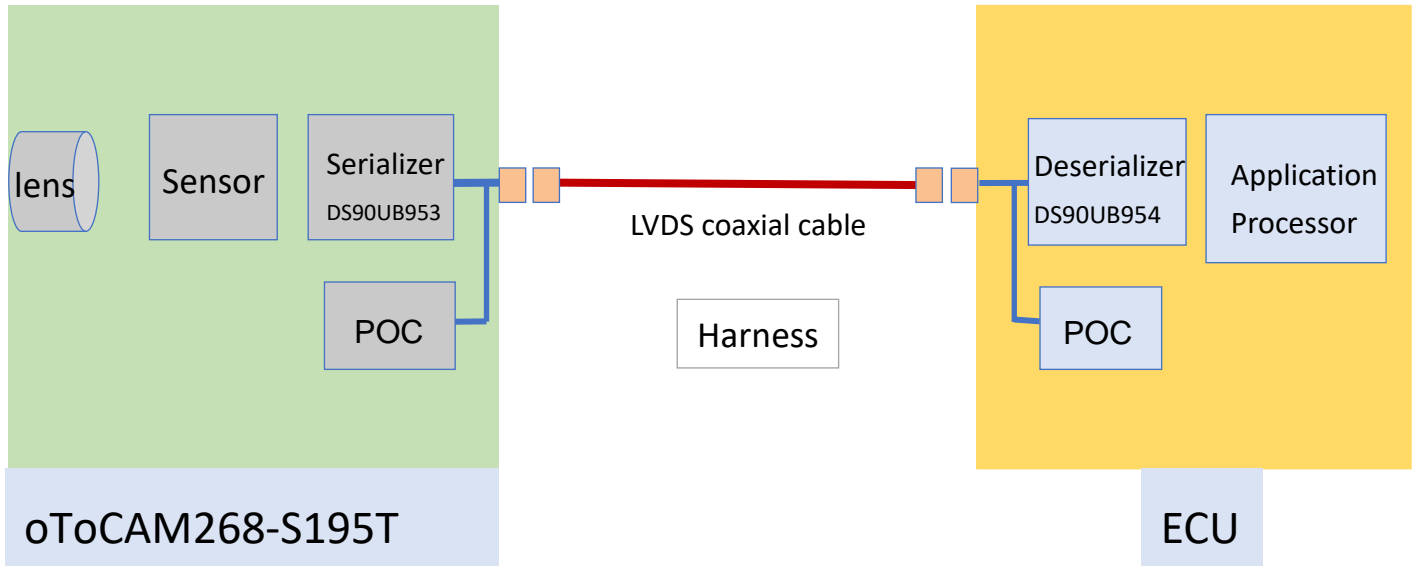 lens
Sensor
Serializer
DS90UB953
POC
LVDS coaxial cable
Harness
Deserializer
DS90UB954
Application
Processor
POC
oToCAM268-S195T
ECU